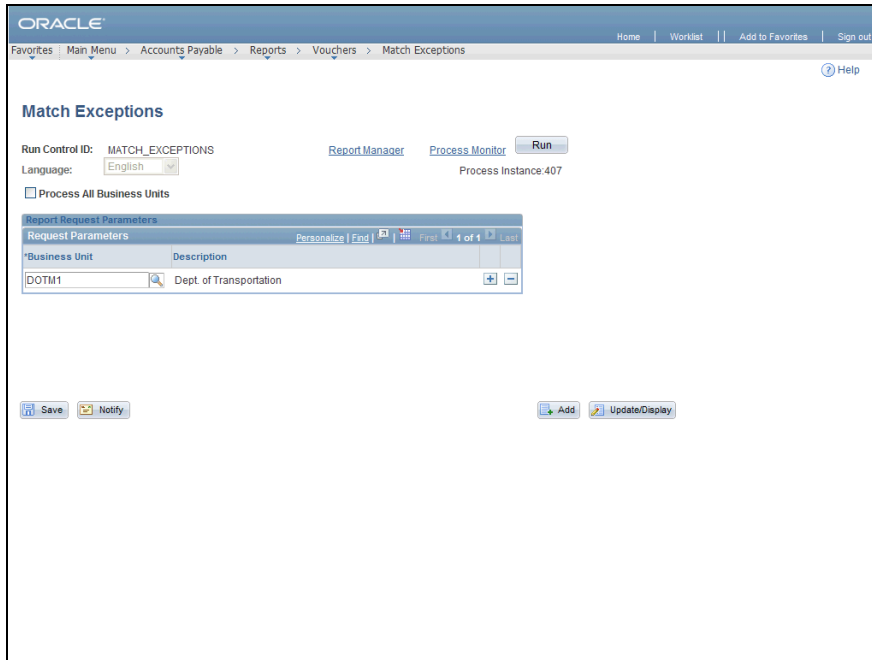 ORACLE
Home | Worklist || Add to Favorites | Sign out
Favorites | Main Menu > Accounts Payable > Reports > Vouchers > Match Exceptions
? Help
Match Exceptions
Run Control ID: MATCH_EXCEPTIONS Report Manager Process Monitor Run
Language: English Process Instance:407
Process All Business Units
Report Request Parameters
Request Parameters Personalize | Find | First 1 of 1 Last
*Business Unit Description
DOTM1 Dept. of Transportation + −
Save Notify Add Update/Display